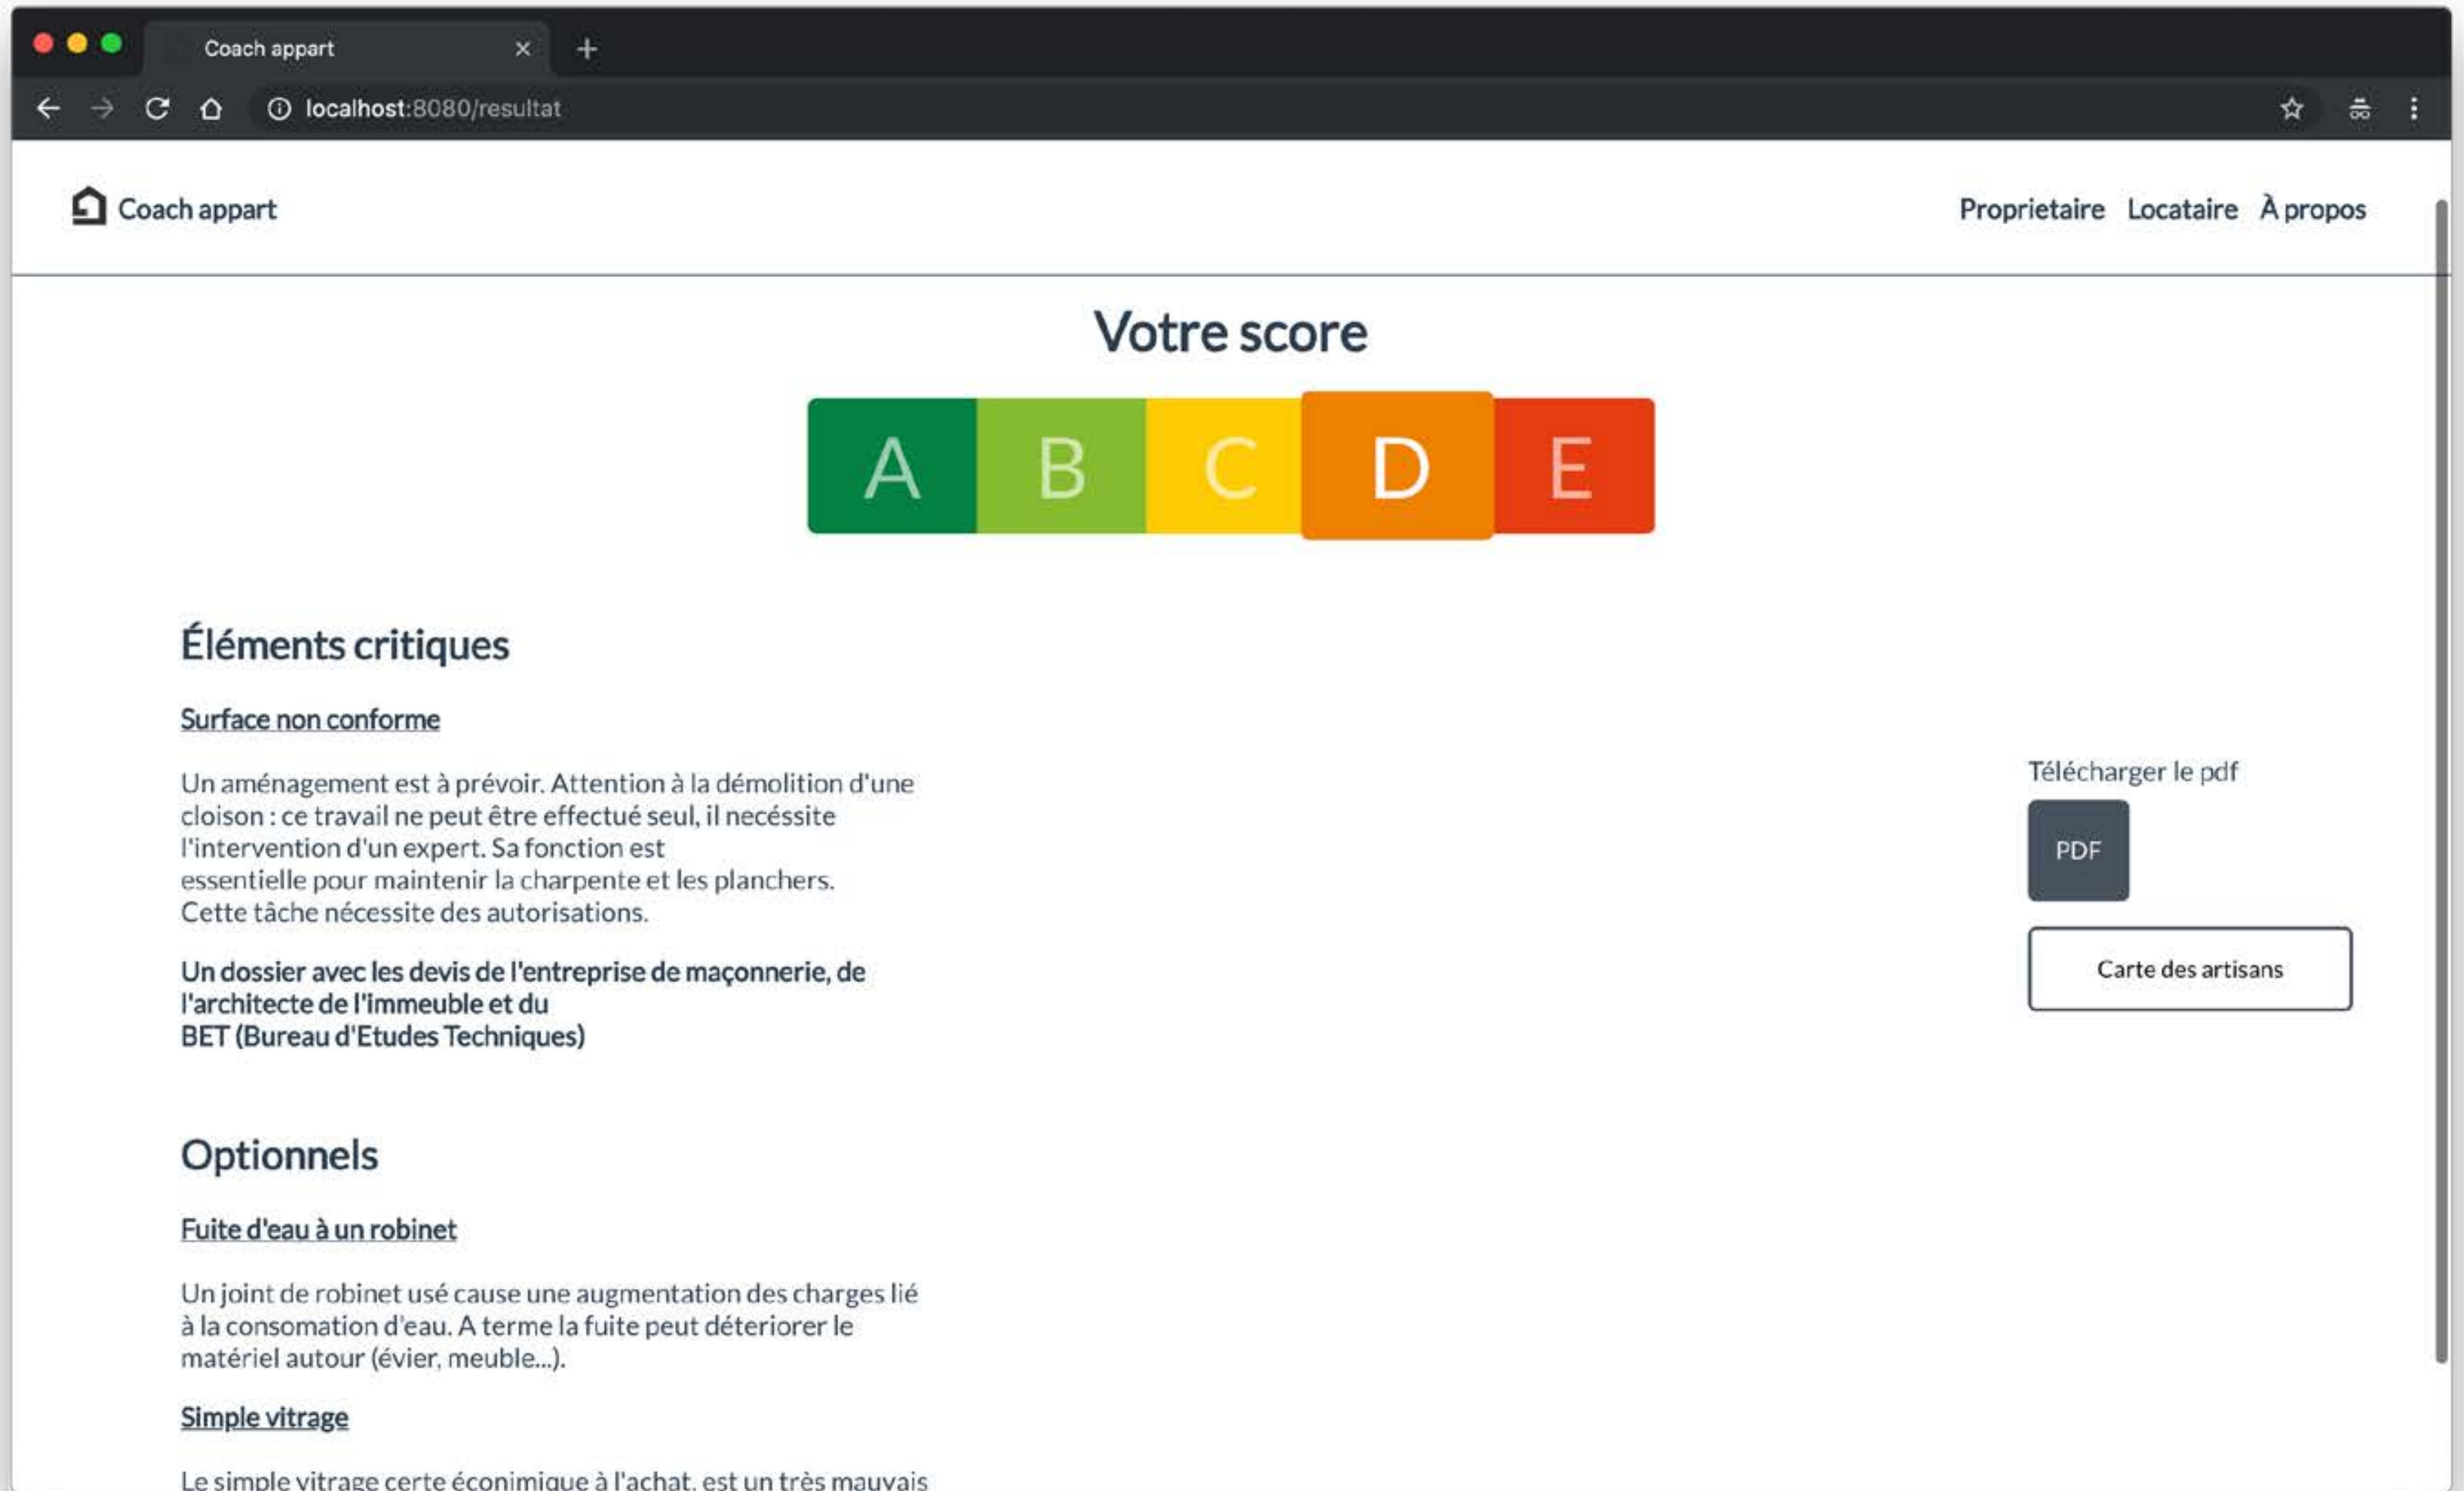 Coach appart
localhost:8080/resultat
Coach appart
Proprietaire Locataire À propos
Votre score
A B C D E
Éléments critiques
Surface non conforme
Un aménagement est à prévoir. Attention à la démolition d'une
cloison : ce travail ne peut être effectué seul, il necéssite
l'intervention d'un expert. Sa fonction est
essentielle pour maintenir la charpente et les planchers.
Cette tâche nécessite des autorisations.
Un dossier avec les devis de l'entreprise de maçonnerie, de
l'architecte de l'immeuble et du
BET (Bureau d'Etudes Techniques)
Télécharger le pdf
PDF
Carte des artisans
Optionnels
Fuite d'eau à un robinet
Un joint de robinet usé cause une augmentation des charges lié
à la consomation d'eau. A terme la fuite peut déteriorer le
matériel autour (évier, meuble...).
Simple vitrage
Le simple vitrage certe éconimique à l'achat, est un très mauvais